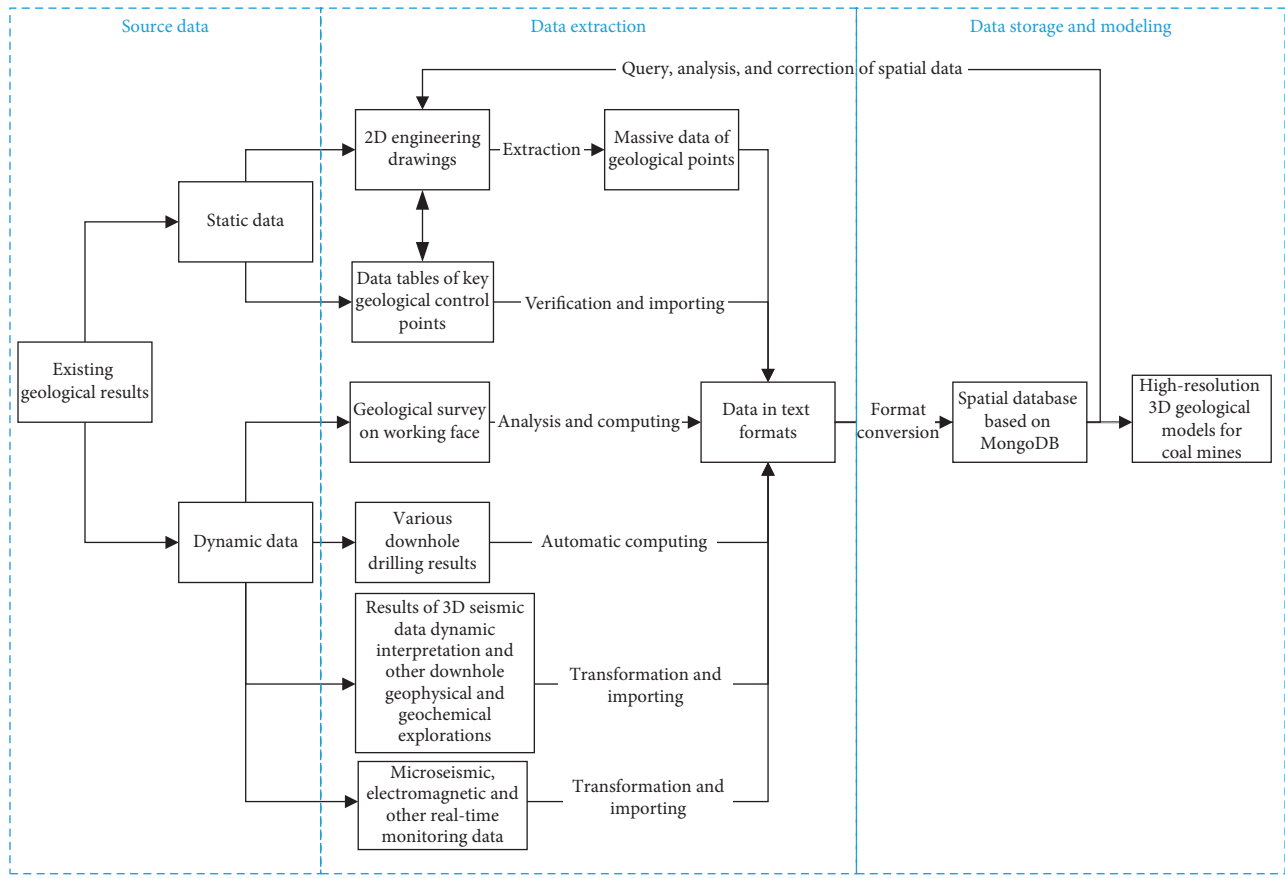 Source data
Data extraction
Data storage and modeling
Query, analysis, and correction of spatial data
2D engineering
drawings
Extraction
Massive data of
geological points
Static data
Data tables of key
geological control
points
Verification and importing
Existing
geological results
Geological survey
on working face
Analysis and computing
Data in text
formats
Format
conversion
Spatial database
based on
MongoDB
High-resolution
3D geological
models for
coal mines
Dynamic data
Various
downhole
drilling results
Automatic computing
Results of 3D seismic
data dynamic
interpretation and
other downhole
geophysical and
geochemical
explorations
Transformation and
importing
Microseismic,
electromagnetic and
other real-time
monitoring data
Transformation and
importing